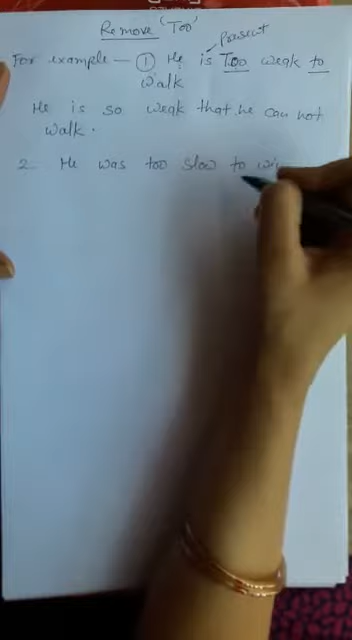 Remove 'Too'
Present
For example — ① He is Too weak to
walk
He is so weak that he can not
walk.
2. He was too slow to